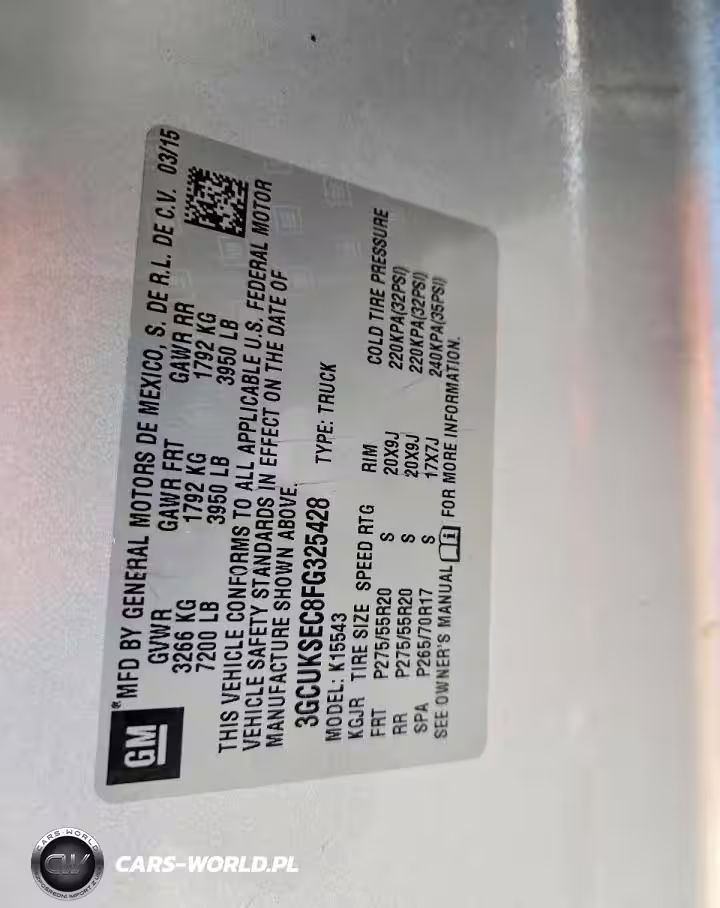 GM
MFD BY GENERAL MOTORS DE MEXICO, S. DE R.L. DE C.V. 03/15
GVWR GAWR FRT GAWR RR
3266 KG 1792 KG 1792 KG
7200 LB 3950 LB 3950 LB
THIS VEHICLE CONFORMS TO ALL APPLICABLE U.S. FEDERAL MOTOR
VEHICLE SAFETY STANDARDS IN EFFECT ON THE DATE OF
MANUFACTURE SHOWN ABOVE.
3GCUKSEC8FG325428 TYPE: TRUCK
MODEL: K15543
KGJR TIRE SIZE SPEED RTG RIM COLD TIRE PRESSURE
FRT P275/55R20 S 20X9J 220KPA(32PSI)
RR P275/55R20 S 20X9J 220KPA(32PSI)
SPA P265/70R17 S 17X7J 240KPA(35PSI)
SEE OWNER'S MANUAL FOR MORE INFORMATION.
CARS-WORLD
CW
CARS-WORLD.PL